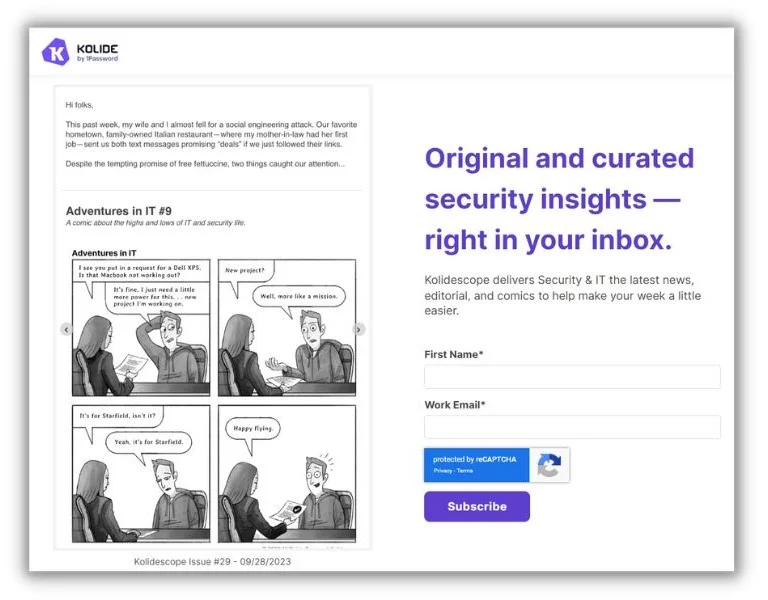 KOLIDE
by 1Password
Hi folks,
This past week, my wife and I almost fell for a social engineering attack. Our favorite
hometown, family-owned Italian restaurant—where my mother-in-law had her first
job—sent us both text messages promising "deals" if we just followed their links.
Despite the tempting promise of free fettuccine, two things caught our attention...
Adventures in IT #9
A comic about the highs and lows of IT and security life.
Adventures in IT
I see you put in a request for a Dell XPS.
Is that Macbook not working out?
It's fine, I just need a little
more power for this. . . new
project I'm working on.
New project?
Well, more like a mission.
It's for Starfield, isn't it?
Yeah, it's for Starfield.
Happy flying.
Kolidescope Issue #29 - 09/28/2023
Original and curated
security insights —
right in your inbox.
Kolidescope delivers Security & IT the latest news,
editorial, and comics to help make your week a little
easier.
First Name*
Work Email*
protected by reCAPTCHA
Privacy - Terms
Subscribe